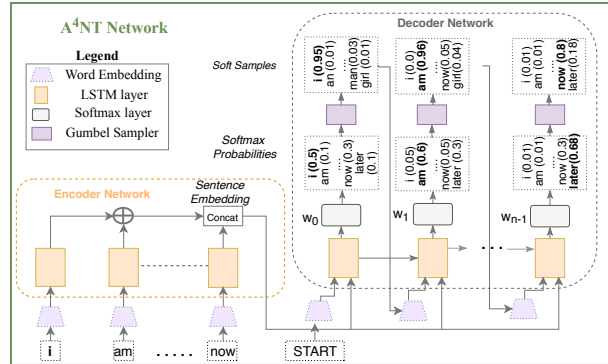 A⁴NT Network
Legend
Word Embedding
LSTM layer
Softmax layer
Gumbel Sampler
Decoder Network
Soft Samples
i (0.95)
am (0.01)
....
man(0.03)
girl (0.01)
i(0.0)
am (0.96)
....
now(0.05)
girl(0.04)
i (0.01)
am (0.01)
....
now (0.8)
later(0.18)
Softmax
Probabilities
i (0.5)
am (0.1)
....
now (0.3)
later
(0.1)
i (0.05)
am (0.6)
....
now(0.05)
later (0.3)
i (0.01)
am (0.01)
....
now (0.3)
later(0.68)
Encoder Network
Sentence
Embedding
Concat
w0
w1
wn-1
. . .
i
am
. . . . .
now
START